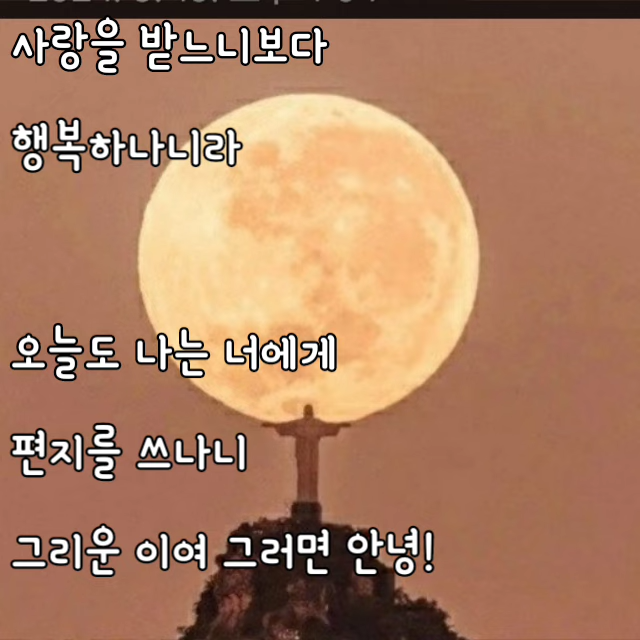 사랑을 받느니보다
행복하나니라
오늘도 나는 너에게
편지를 쓰나니
그리운 이여 그러면 안녕!